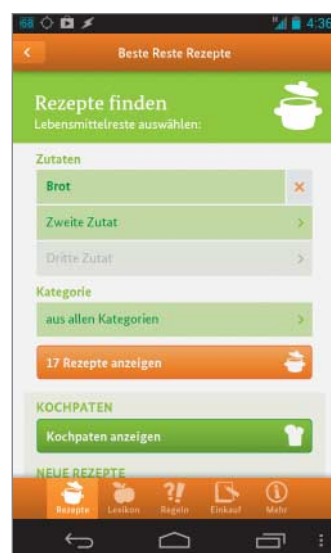 68
4:36
Beste Reste Rezepte
Rezepte finden
Lebensmittelreste auswählen:
Zutaten
Brot
Zweite Zutat
Dritte Zutat
Kategorie
aus allen Kategorien
17 Rezepte anzeigen
KOCHPATEN
Kochpaten anzeigen
NEUE REZEPTE
Rezepte Lexikon Regeln Einkauf Mehr